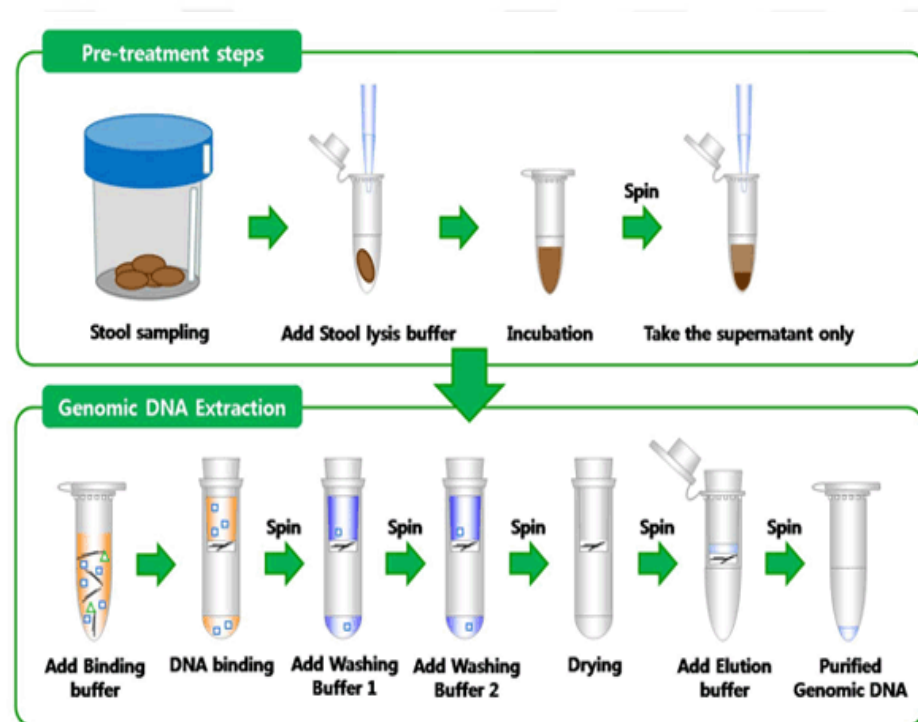 Pre-treatment steps
Spin
Stool sampling
Add Stool lysis buffer
Incubation
Take the supernatant only
Genomic DNA Extraction
Spin
Spin
Spin
Spin
Spin
Add Binding
buffer
DNA binding
Add Washing
Buffer 1
Add Washing
Buffer 2
Drying
Add Elution
buffer
Purified
Genomic DNA